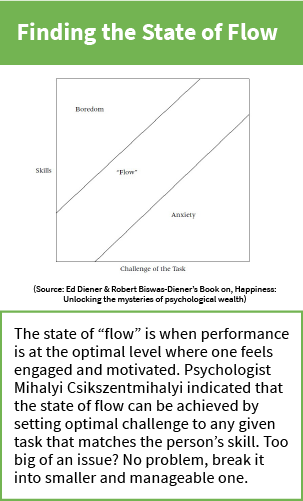 Finding the State of Flow
Boredom
Skills
"Flow"
Anxiety
Challenge of the Task
(Source: Ed Diener & Robert Biswas-Diener's Book on, Happiness:
Unlocking the mysteries of psychological wealth)
The state of “flow” is when performance
is at the optimal level where one feels
engaged and motivated. Psychologist
Mihalyi Csikszentmihalyi indicated that
the state of flow can be achieved by
setting optimal challenge to any given
task that matches the person’s skill. Too
big of an issue? No problem, break it
into smaller and manageable one.